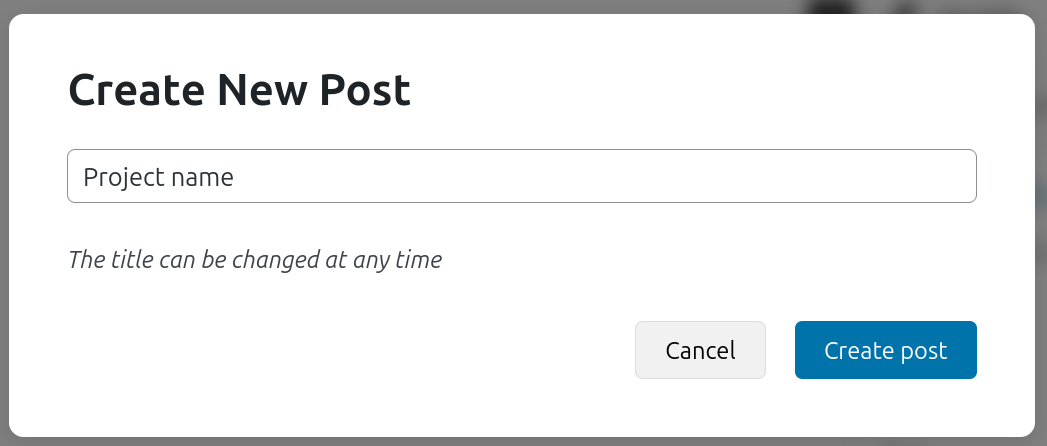 Create New Post
Project name
The title can be changed at any time
Cancel
Create post